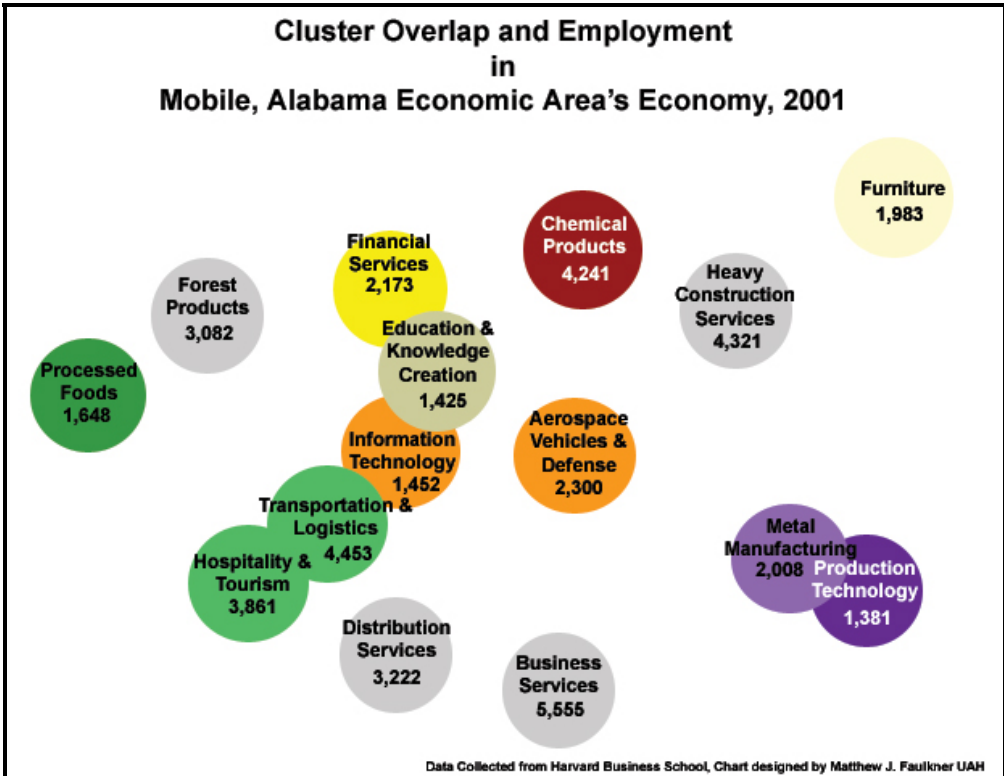 Cluster Overlap and Employment
in
Mobile, Alabama Economic Area's Economy, 2001
Furniture
1,983
Chemical
Products
4,241
Financial
Services
2,173
Heavy
Construction
Services
4,321
Forest
Products
3,082
Education &
Knowledge
Creation
1,425
Processed
Foods
1,648
Aerospace
Vehicles &
Defense
2,300
Information
Technology
1,452
Transportation &
Logistics
4,453
Metal
Manufacturing
2,008
Production
Technology
1,381
Hospitality &
Tourism
3,861
Distribution
Services
3,222
Business
Services
5,555
Data Collected from Harvard Business School, Chart designed by Matthew J. Faulkner UAH